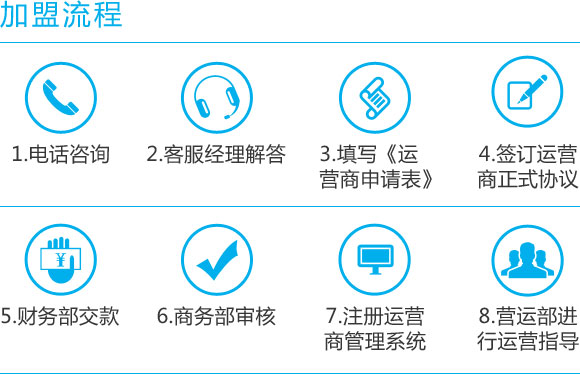 加盟流程
1.电话咨询
2.客服经理解答
3.填写《运
营商申请表》
4.签订运营
商正式协议
¥
5.财务部交款
6.商务部审核
7.注册运营
商管理系统
8.营运部进
行运营指导